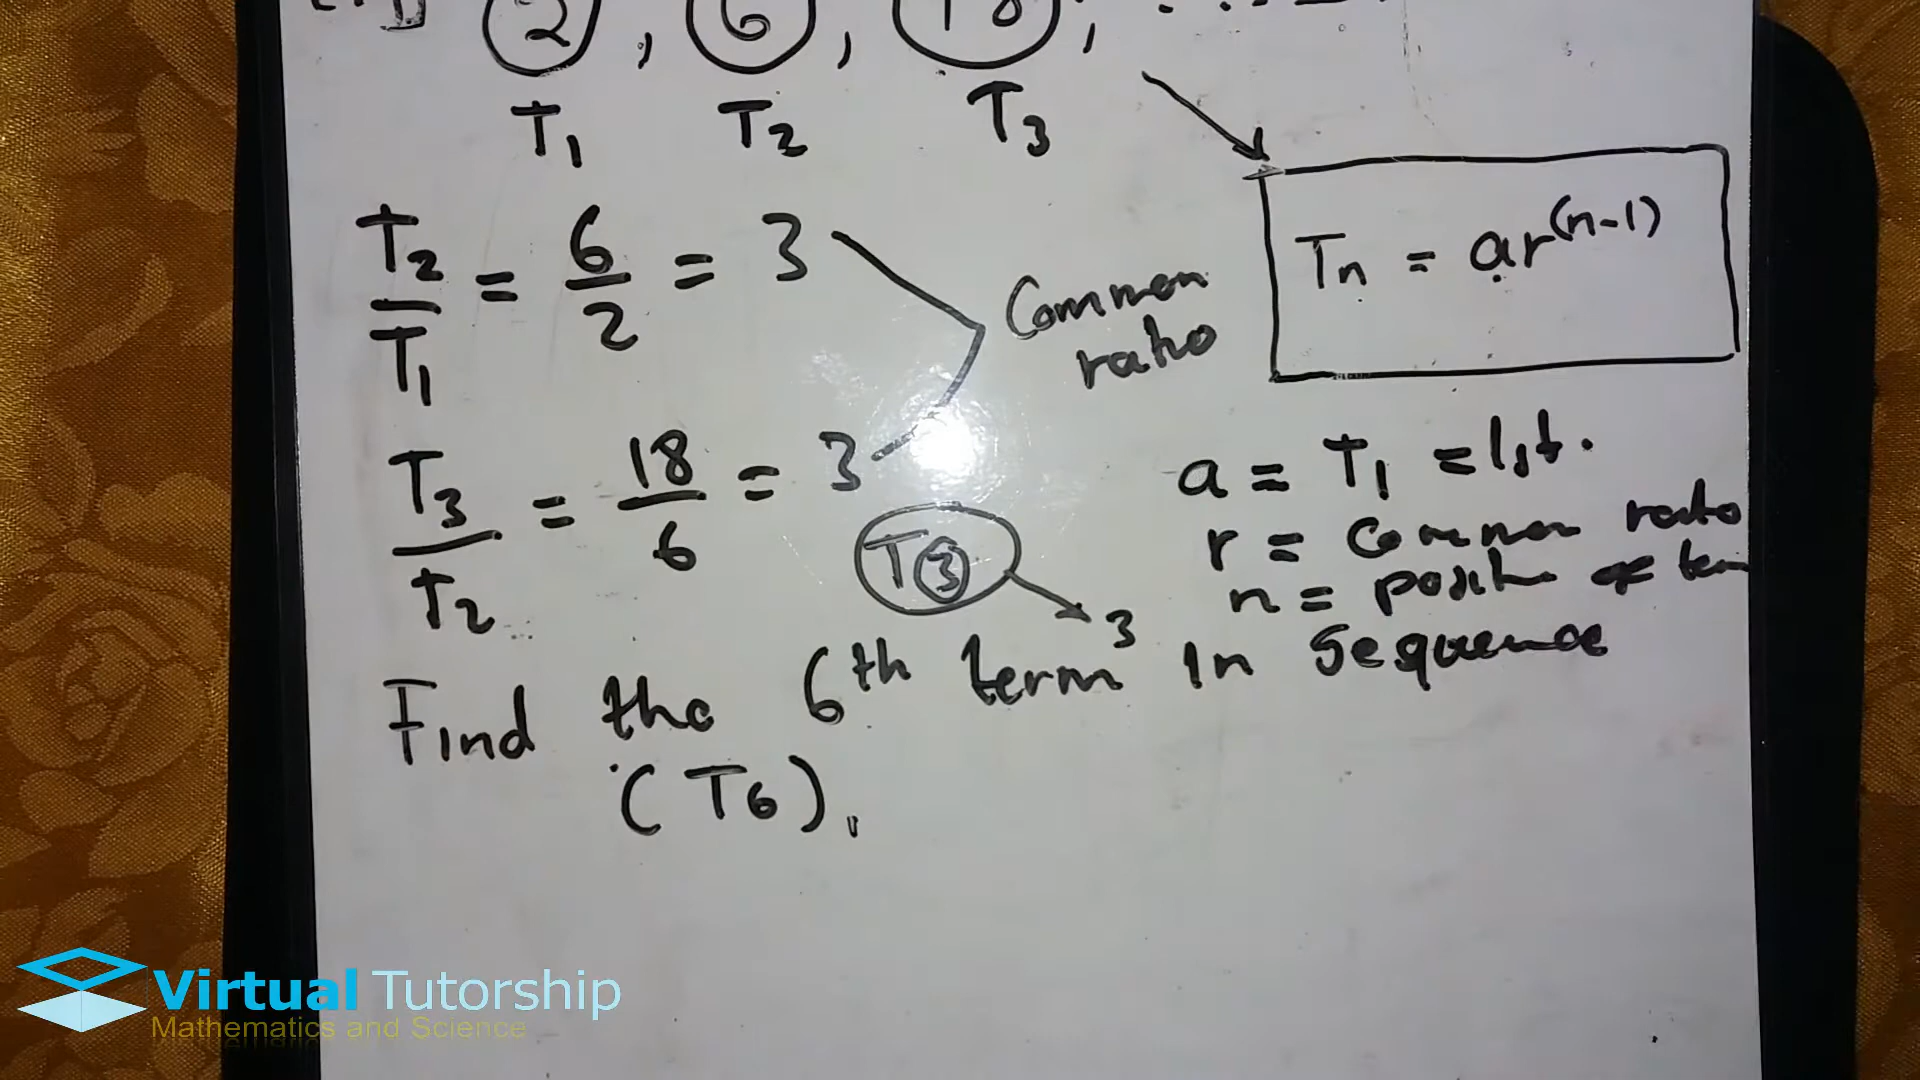 2 , 6 , 18 ,
T1 T2 T3
T2/T1 = 6/2 = 3
Common ratio
Tn = ar^(n-1)
T3/T2 = 18/6 = 3
a = T1 = 1st.
r = Common ratio
n = position of term
T3
3
Find the 6th term in sequence
(T6).
Virtual Tutorship
Mathematics and Science